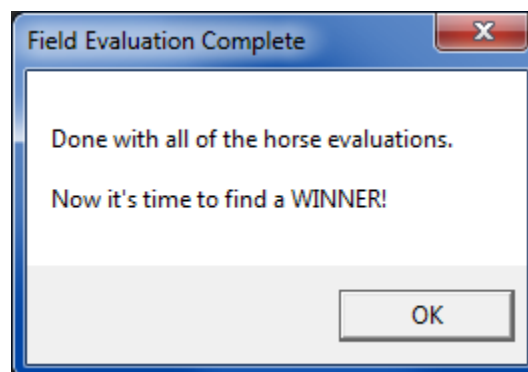 Field Evaluation Complete
Done with all of the horse evaluations.
Now it's time to find a WINNER!
OK